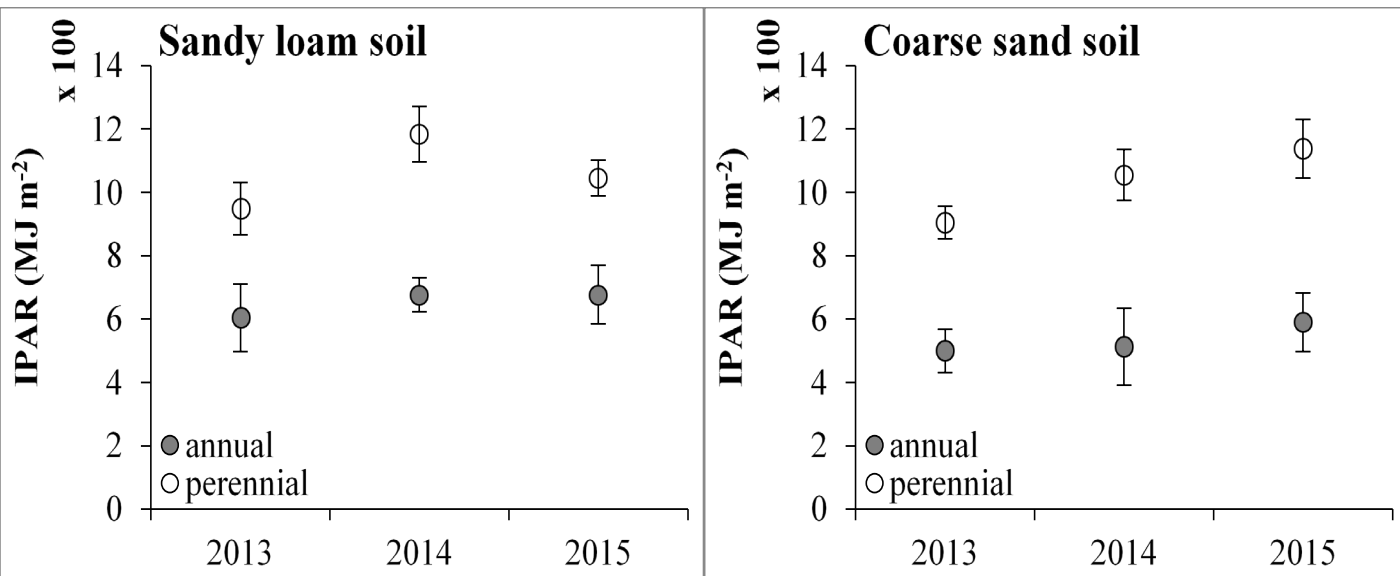 Sandy loam soil
x 100
IPAR (MJ m-2)
14
12
10
8
6
4
2
0
annual
perennial
2013 2014 2015
Coarse sand soil
x 100
IPAR (MJ m-2)
14
12
10
8
6
4
2
0
annual
perennial
2013 2014 2015